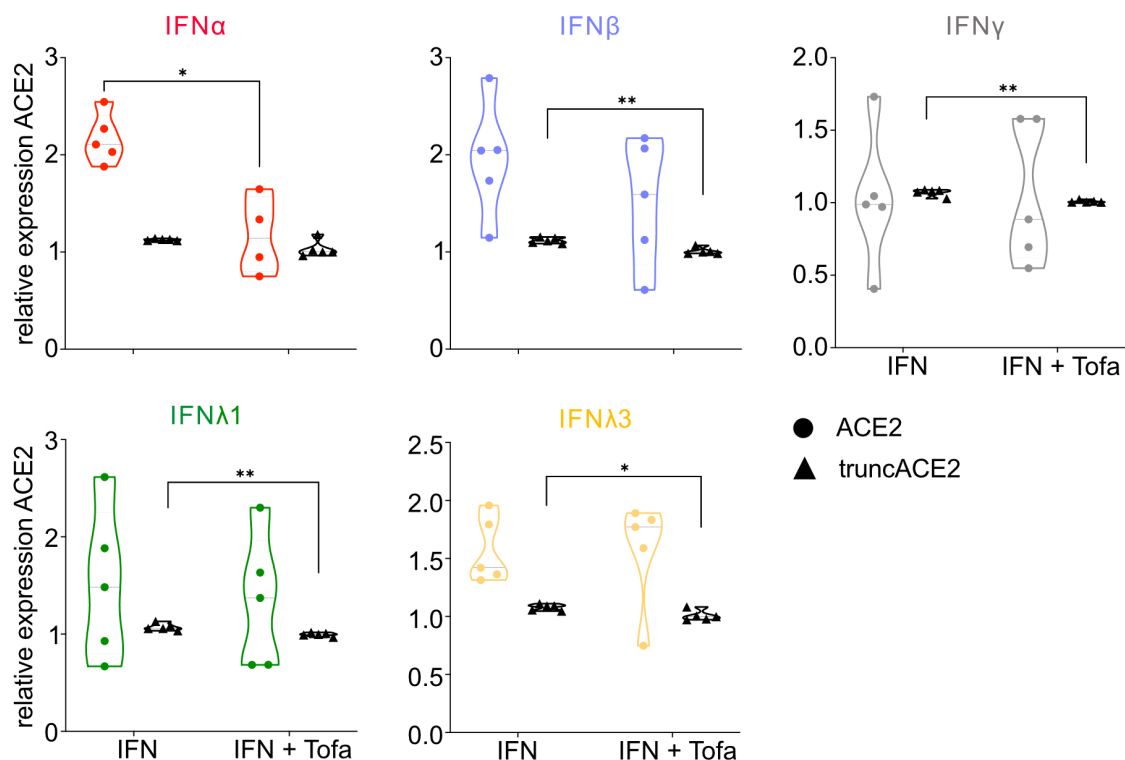 IFNα
IFNβ
IFNγ
relative expression ACE2
3
2
1
0
*
3
2
1
0
**
2.0
1.5
1.0
0.5
0.0
**
IFN
IFN + Tofa
IFNλ1
IFNλ3
relative expression ACE2
3
2
1
0
**
IFN
IFN + Tofa
2.5
2.0
1.5
1.0
0.5
0.0
*
IFN
IFN + Tofa
ACE2
truncACE2